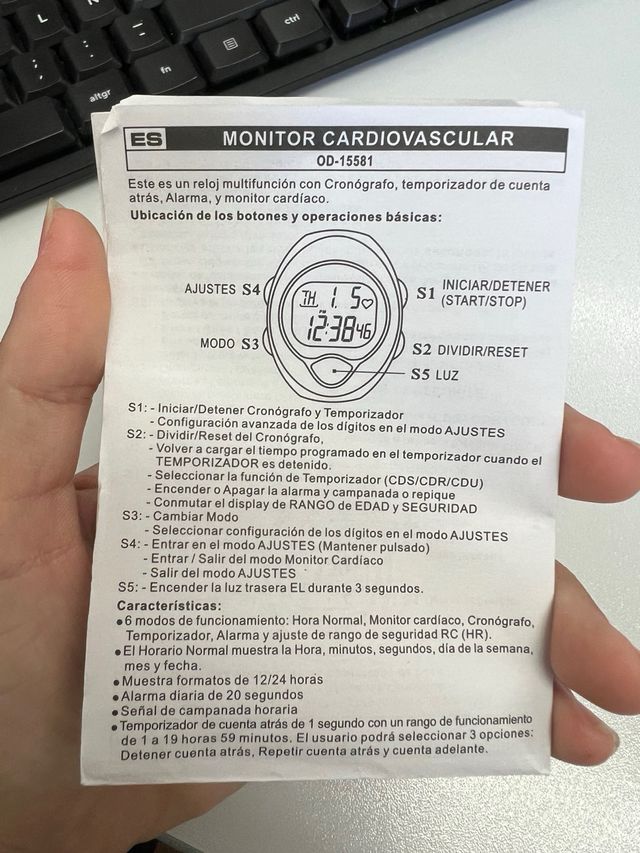 L
altgr
fn
ctrl
ES MONITOR CARDIOVASCULAR
OD-15581
Este es un reloj multifunción con Cronógrafo, temporizador de cuenta
atrás, Alarma, y monitor cardíaco.
Ubicación de los botones y operaciones básicas:
AJUSTES S4
S1 INICIAR/DETENER
(START/STOP)
TH 1. 5
PM
12:38 46
MODO S3
S2 DIVIDIR/RESET
S5 LUZ
S1: - Iniciar/Detener Cronógrafo y Temporizador
- Configuración avanzada de los dígitos en el modo AJUSTES
S2: - Dividir/Reset del Cronógrafo,
- Volver a cargar el tiempo programado en el temporizador cuando el
TEMPORIZADOR es detenido.
- Seleccionar la función de Temporizador (CDS/CDR/CDU)
- Encender o Apagar la alarma y campanada o repique
- Conmutar el display de RANGO de EDAD y SEGURIDAD
S3: - Cambiar Modo
- Seleccionar configuración de los dígitos en el modo AJUSTES
S4: - Entrar en el modo AJUSTES (Mantener pulsado)
- Entrar / Salir del modo Monitor Cardíaco
- Salir del modo AJUSTES
S5: - Encender la luz trasera EL durante 3 segundos.
Características:
● 6 modos de funcionamiento: Hora Normal, Monitor cardíaco, Cronógrafo,
Temporizador, Alarma y ajuste de rango de seguridad RC (HR).
● El Horario Normal muestra la Hora, minutos, segundos, día de la semana,
mes y fecha.
● Muestra formatos de 12/24 horas
● Alarma diaria de 20 segundos
● Señal de campanada horaria
● Temporizador de cuenta atrás de 1 segundo con un rango de funcionamiento
de 1 a 19 horas 59 minutos. El usuario podrá seleccionar 3 opciones:
Detener cuenta atrás, Repetir cuenta atrás y cuenta adelante.